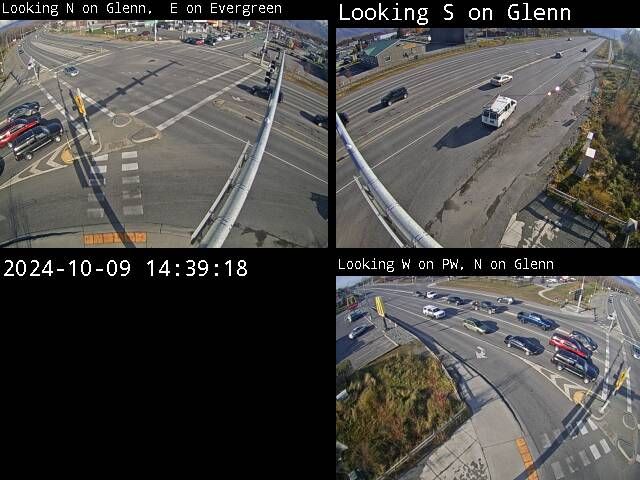 Looking N on Glenn,  E on Evergreen
Looking S on Glenn
2024-10-09 14:39:18
Looking W on PW, N on Glenn